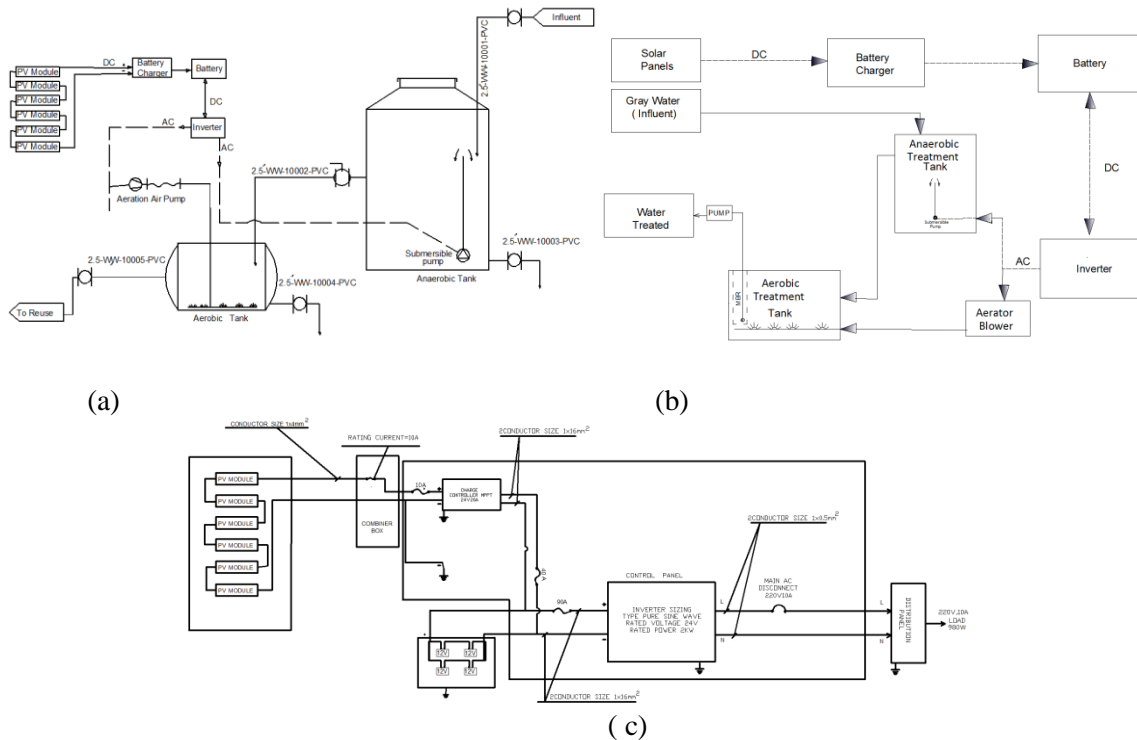 Influent
2.5-WW-10001-PVC
DC
Battery
Charger
Battery
PV Module
PV Module
PV Module
PV Module
PV Module
DC
AC
Inverter
AC
2.5-WW-10002-PVC
Aeration Air Pump
Submersible
pump
2.5-WW-10003-PVC
Anaerobic Tank
2.5-WW-10005-PVC
2.5-WW-10004-PVC
To Reuse
Aerobic Tank
(a)
Solar
Panels
DC
Battery
Charger
Battery
Gray Water
( Influent)
Anaerobic
Treatment
Tank
Submersible
Pump
DC
Water
Treated
PUMP
AC
Inverter
MBR
Aerobic
Treatment
Tank
Aerator
Blower
(b)
CONDUCTOR SIZE 1x4mm2
RATING CURRENT=10A
2CONDUCTOR SIZE 1x16mm2
PV MODULE
PV MODULE
PV MODULE
PV MODULE
PV MODULE
PV MODULE
COMBINER
BOX
10A
CHARGE
CONTROLLER MPPT
24V20A
2CONDUCTOR SIZE 1x0.5mm2
40A
CONTROL PANEL
MAIN AC
DISCONNECT
220V10A
90A
INVERTER SIZING
TYPE PURE SINE WAVE
RATED VOLTAGE 24V
RATED POWER 2KW
L
N
L
N
DISTRIBUTION
PANEL
220V,10A
LOAD
980W
12V
12V
12V
12V
2CONDUCTOR SIZE 1x16mm2
( c)